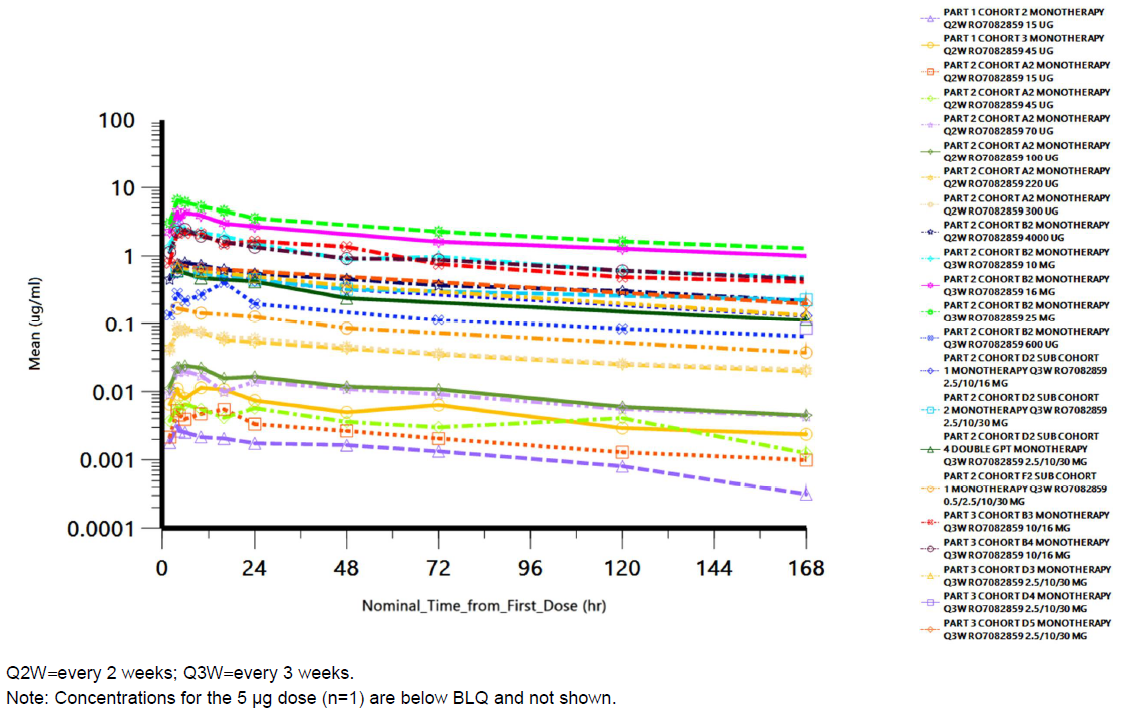 100
10
1
0.1
0.01
0.001
0.0001
Mean (ug/ml)
0 24 48 72 96 120 144 168
Nominal_Time_from_First_Dose (hr)
PART 1 COHORT 2 MONOTHERAPY
Q2W RO7082859 15 UG
PART 1 COHORT 3 MONOTHERAPY
Q2W RO7082859 45 UG
PART 2 COHORT A2 MONOTHERAPY
Q2W RO7082859 15 UG
PART 2 COHORT A2 MONOTHERAPY
Q2W RO7082859 45 UG
PART 2 COHORT A2 MONOTHERAPY
Q2W RO7082859 70 UG
PART 2 COHORT A2 MONOTHERAPY
Q2W RO7082859 100 UG
PART 2 COHORT A2 MONOTHERAPY
Q2W RO7082859 220 UG
PART 2 COHORT A2 MONOTHERAPY
Q2W RO7082859 300 UG
PART 2 COHORT B2 MONOTHERAPY
Q2W RO7082859 4000 UG
PART 2 COHORT B2 MONOTHERAPY
Q3W RO7082859 10 MG
PART 2 COHORT B2 MONOTHERAPY
Q3W RO7082859 16 MG
PART 2 COHORT B2 MONOTHERAPY
Q3W RO7082859 25 MG
PART 2 COHORT B2 MONOTHERAPY
Q3W RO7082859 600 UG
PART 2 COHORT D2 SUB COHORT
1 MONOTHERAPY Q3W RO7082859
2.5/10/16 MG
PART 2 COHORT D2 SUB COHORT
2 MONOTHERAPY Q3W RO7082859
2.5/10/30 MG
PART 2 COHORT D2 SUB COHORT
4 DOUBLE GPT MONOTHERAPY
Q3W RO7082859 2.5/10/30 MG
PART 2 COHORT F2 SUB COHORT
1 MONOTHERAPY Q3W RO7082859
0.5/2.5/10/30 MG
PART 3 COHORT B3 MONOTHERAPY
Q3W RO7082859 10/16 MG
PART 3 COHORT B4 MONOTHERAPY
Q3W RO7082859 10/16 MG
PART 3 COHORT D3 MONOTHERAPY
Q3W RO7082859 2.5/10/30 MG
PART 3 COHORT D4 MONOTHERAPY
Q3W RO7082859 2.5/10/30 MG
PART 3 COHORT D5 MONOTHERAPY
Q3W RO7082859 2.5/10/30 MG
Q2W=every 2 weeks; Q3W=every 3 weeks.
Note: Concentrations for the 5 µg dose (n=1) are below BLQ and not shown.